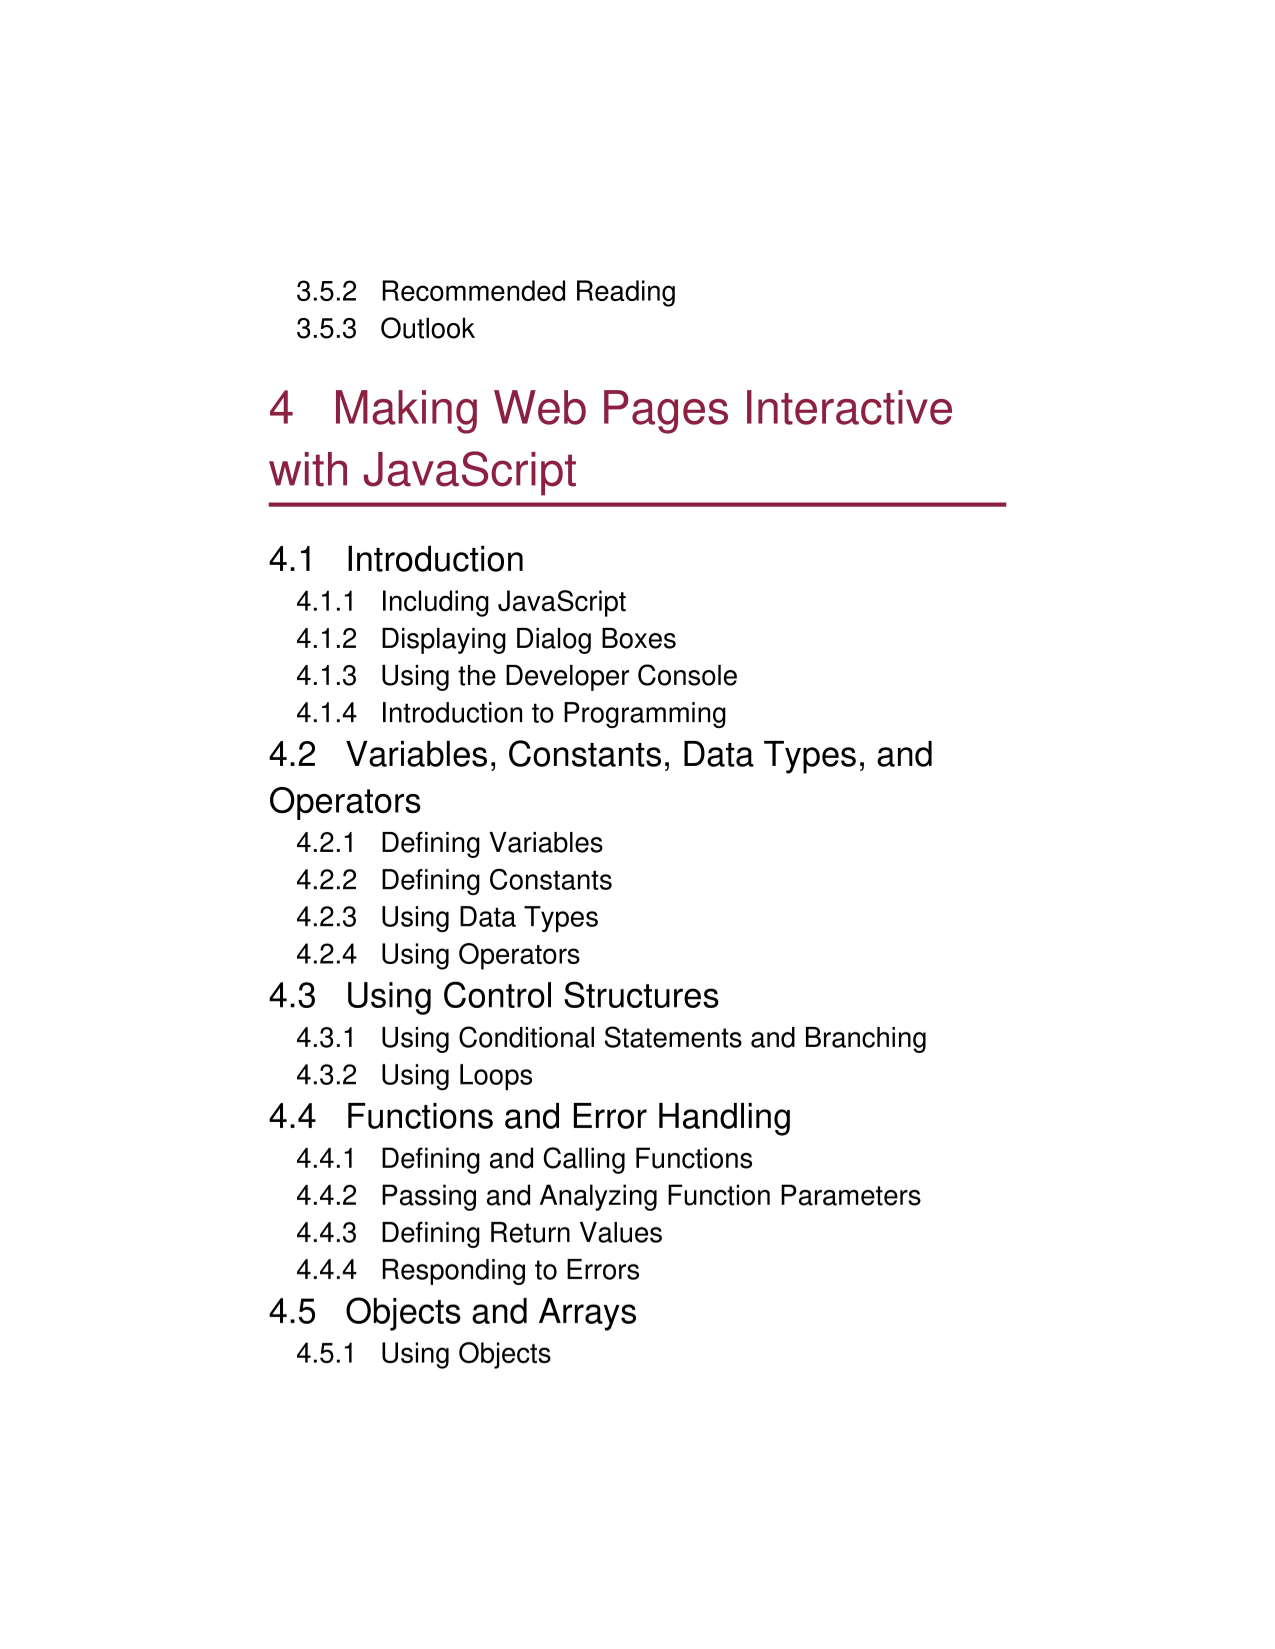 3.5.2 Recommended Reading
3.5.3 Outlook
4 Making Web Pages Interactive
with JavaScript
4.1 Introduction
4.1.1 Including JavaScript
4.1.2 Displaying Dialog Boxes
4.1.3 Using the Developer Console
4.1.4 Introduction to Programming
4.2 Variables, Constants, Data Types, and
Operators
4.2.1 Defining Variables
4.2.2 Defining Constants
4.2.3 Using Data Types
4.2.4 Using Operators
4.3 Using Control Structures
4.3.1 Using Conditional Statements and Branching
4.3.2 Using Loops
4.4 Functions and Error Handling
4.4.1 Defining and Calling Functions
4.4.2 Passing and Analyzing Function Parameters
4.4.3 Defining Return Values
4.4.4 Responding to Errors
4.5 Objects and Arrays
4.5.1 Using Objects